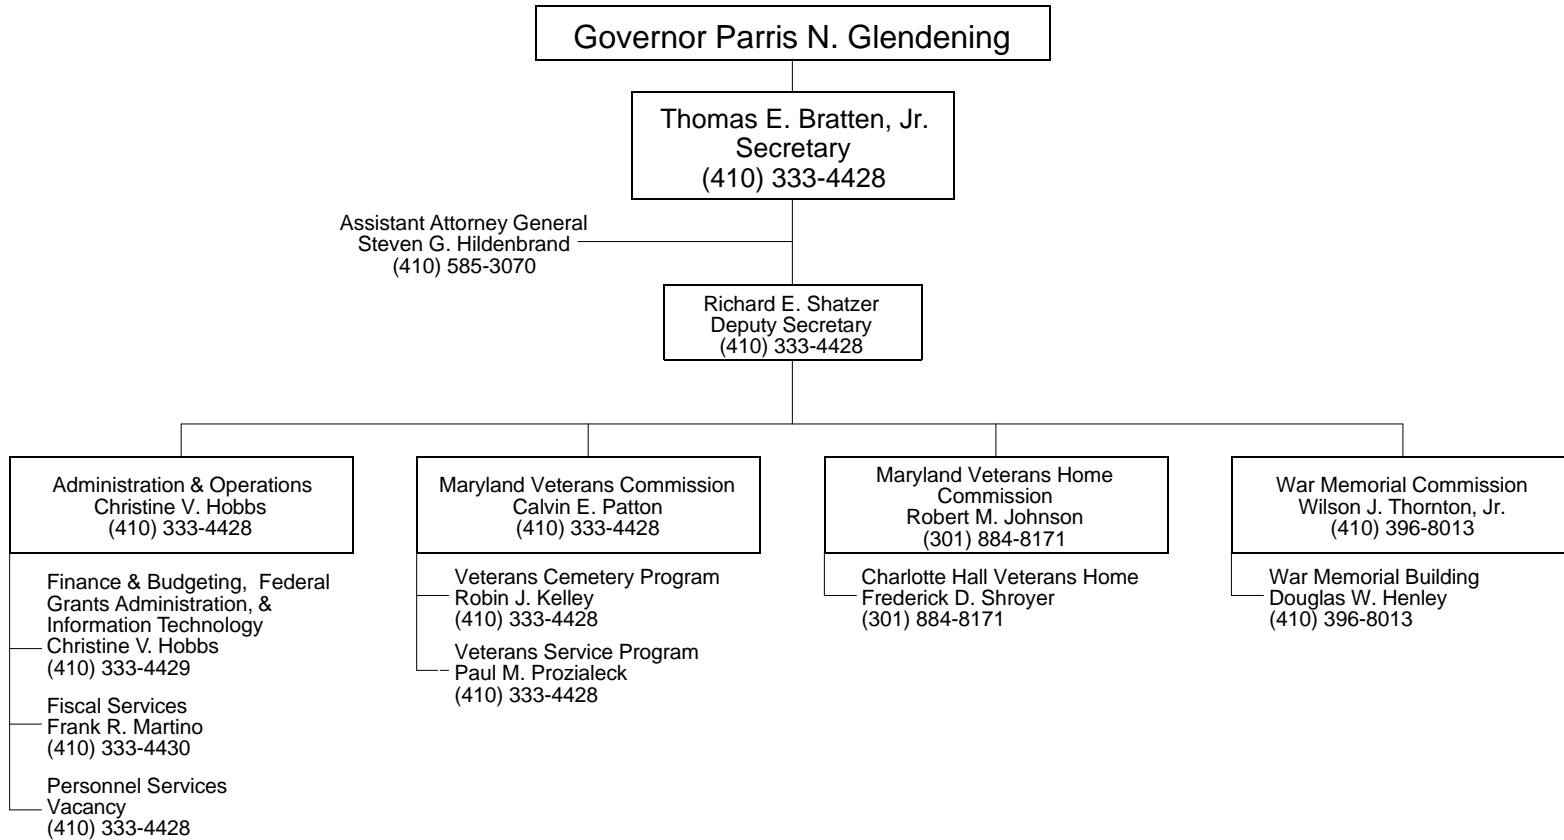 Governor Parris N. Glendening
Thomas E. Bratten, Jr.
Secretary
(410) 333-4428
Assistant Attorney General
Steven G. Hildenbrand
(410) 585-3070
Richard E. Shatzer
Deputy Secretary
(410) 333-4428
Administration & Operations
Christine V. Hobbs
(410) 333-4428
Finance & Budgeting, Federal
Grants Administration, &
Information Technology
Christine V. Hobbs
(410) 333-4429
Fiscal Services
Frank R. Martino
(410) 333-4430
Personnel Services
Vacancy
(410) 333-4428
Maryland Veterans Commission
Calvin E. Patton
(410) 333-4428
Veterans Cemetery Program
Robin J. Kelley
(410) 333-4428
Veterans Service Program
Paul M. Prozialeck
(410) 333-4428
Maryland Veterans Home
Commission
Robert M. Johnson
(301) 884-8171
Charlotte Hall Veterans Home
Frederick D. Shroyer
(301) 884-8171
War Memorial Commission
Wilson J. Thornton, Jr.
(410) 396-8013
War Memorial Building
Douglas W. Henley
(410) 396-8013